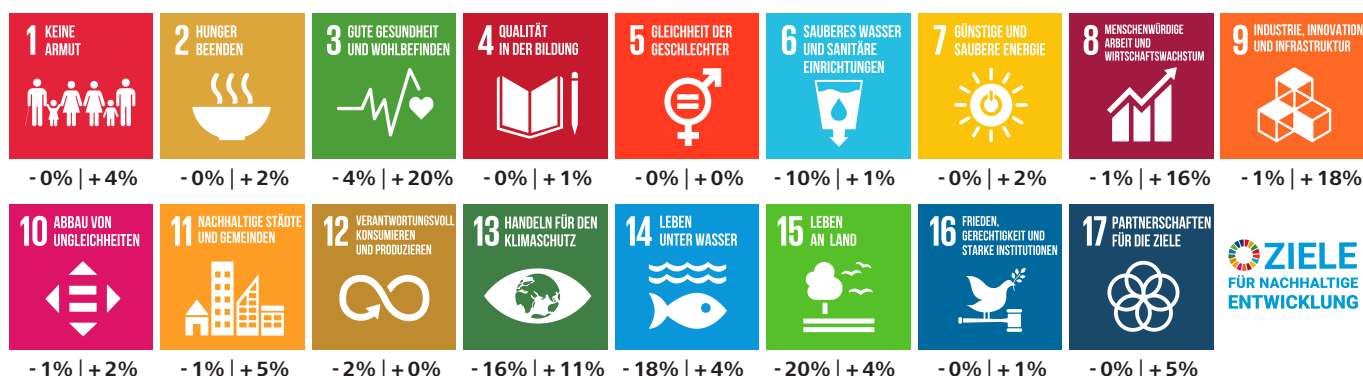 1 KEINE
ARMUT
2 HUNGER
BEENDEN
3 GUTE GESUNDHEIT
UND WOHLBEFINDEN
4 QUALITÄT
IN DER BILDUNG
5 GLEICHHEIT DER
GESCHLECHTER
6 SAUBERES WASSER
UND SANITÄRE
EINRICHTUNGEN
7 GÜNSTIGE UND
SAUBERE ENERGIE
8 MENSCHENWÜRDIGE
ARBEIT UND
WIRTSCHAFTSWACHSTUM
9 INDUSTRIE, INNOVATION
UND INFRASTRUKTUR
- 0% | + 4%
- 0% | + 2%
- 4% | + 20%
- 0% | + 1%
- 0% | + 0%
- 10% | + 1%
- 0% | + 2%
- 1% | + 16%
- 1% | + 18%
10 ABBAU VON
UNGLEICHHEITEN
11 NACHHALTIGE STÄDTE
UND GEMEINDEN
12 VERANTWORTUNGSVOLL
KONSUMIEREN
UND PRODUZIEREN
13 HANDELN FÜR DEN
KLIMASCHUTZ
14 LEBEN
UNTER WASSER
15 LEBEN
AN LAND
16 FRIEDEN,
GERECHTIGKEIT UND
STARKE INSTITUTIONEN
17 PARTNERSCHAFTEN
FÜR DIE ZIELE
ZIELE
FÜR NACHHALTIGE
ENTWICKLUNG
- 1% | + 2%
- 1% | + 5%
- 2% | + 0%
- 16% | + 11%
- 18% | + 4%
- 20% | + 4%
- 0% | + 1%
- 0% | + 5%